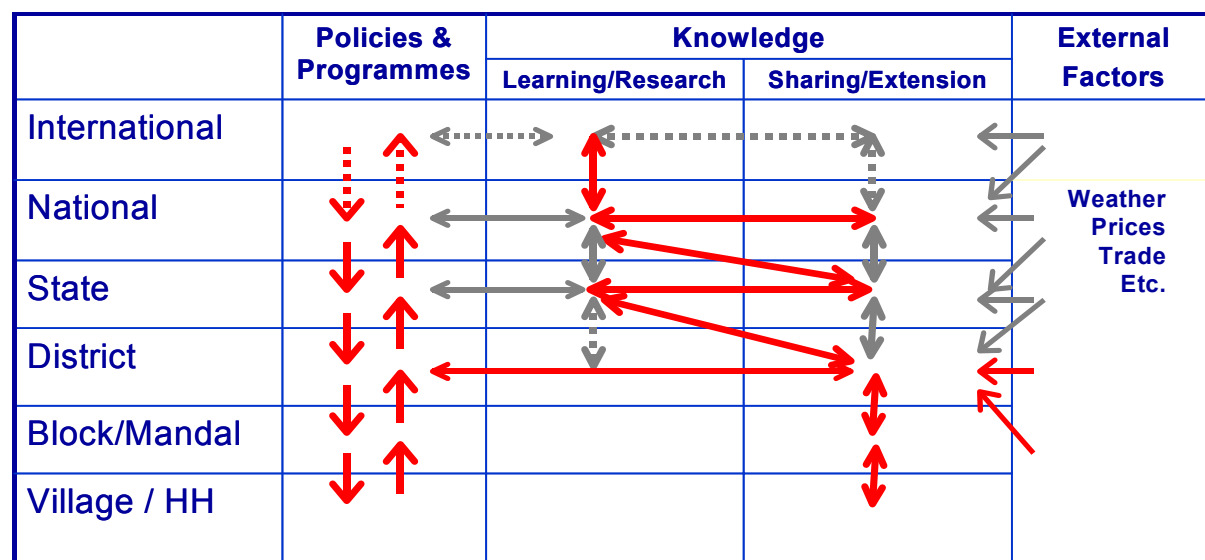 Policies &
Programmes
Knowledge
External
Factors
Learning/Research
Sharing/Extension
International
National
State
District
Block/Mandal
Village / HH
Weather
Prices
Trade
Etc.